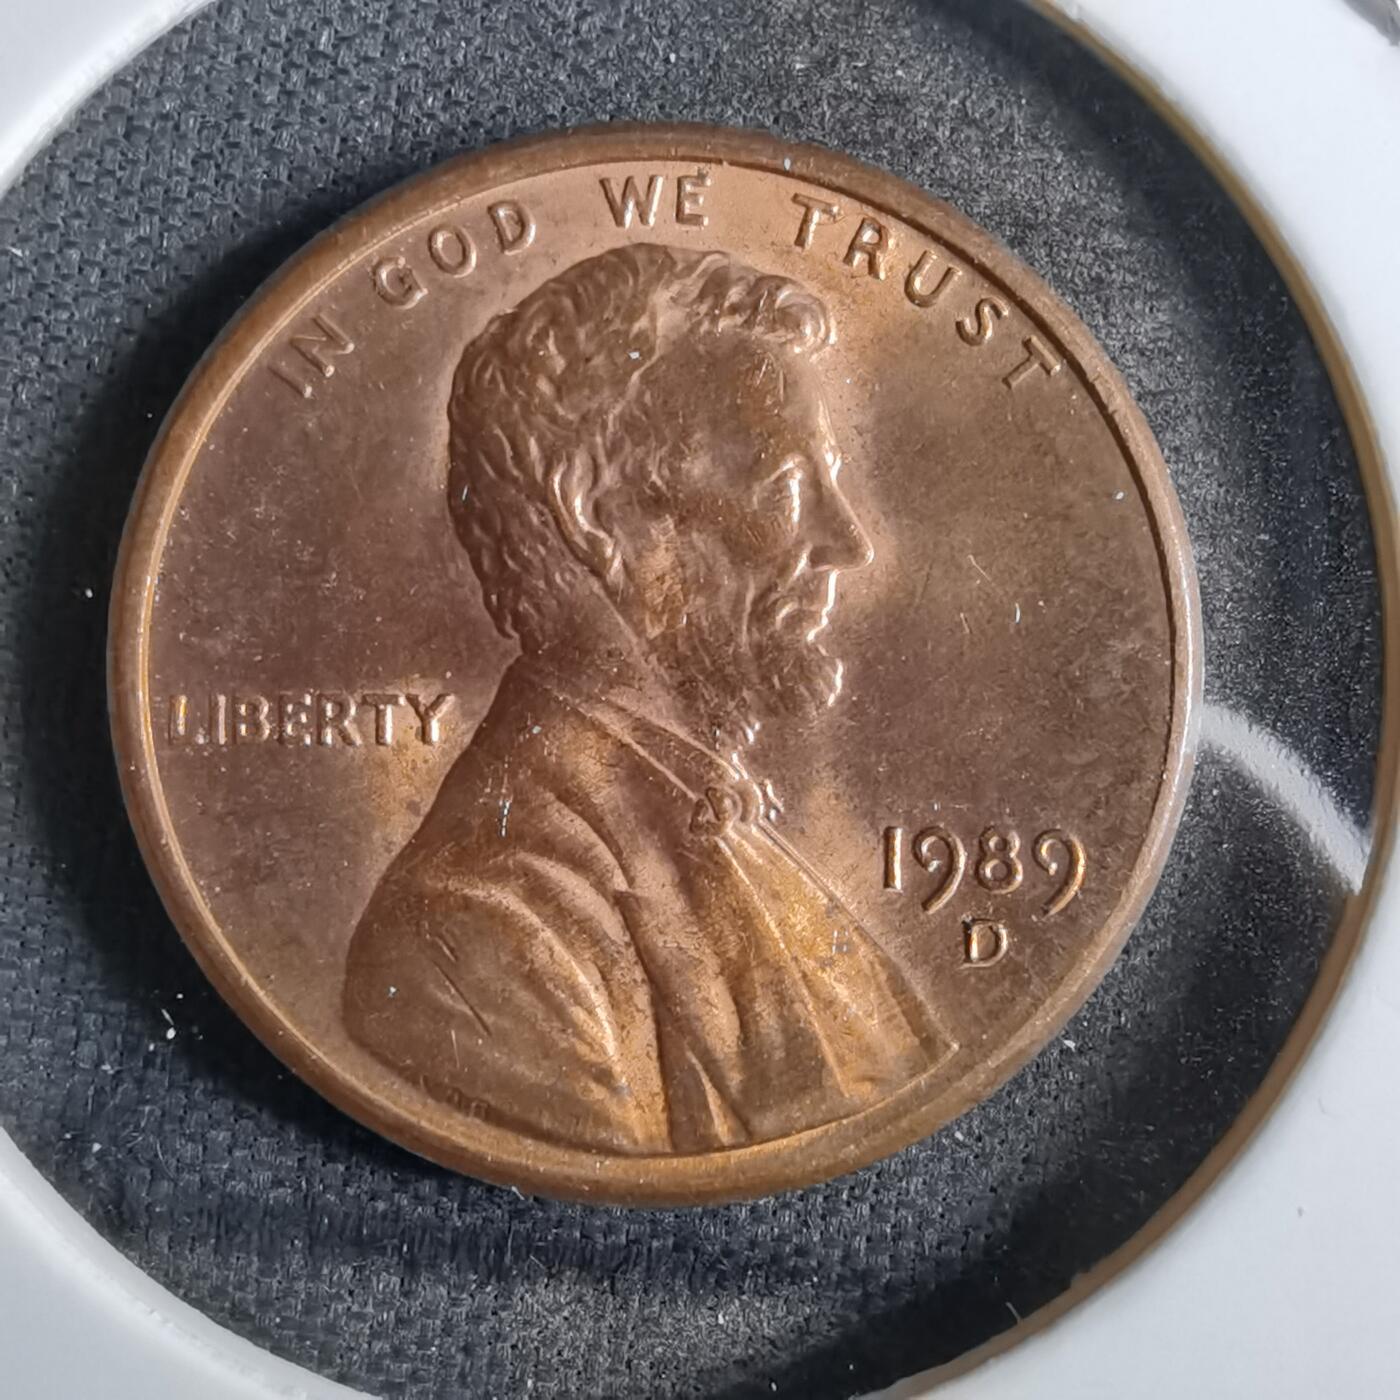 IN GOD WE TRUST
LIBERTY
1989
D